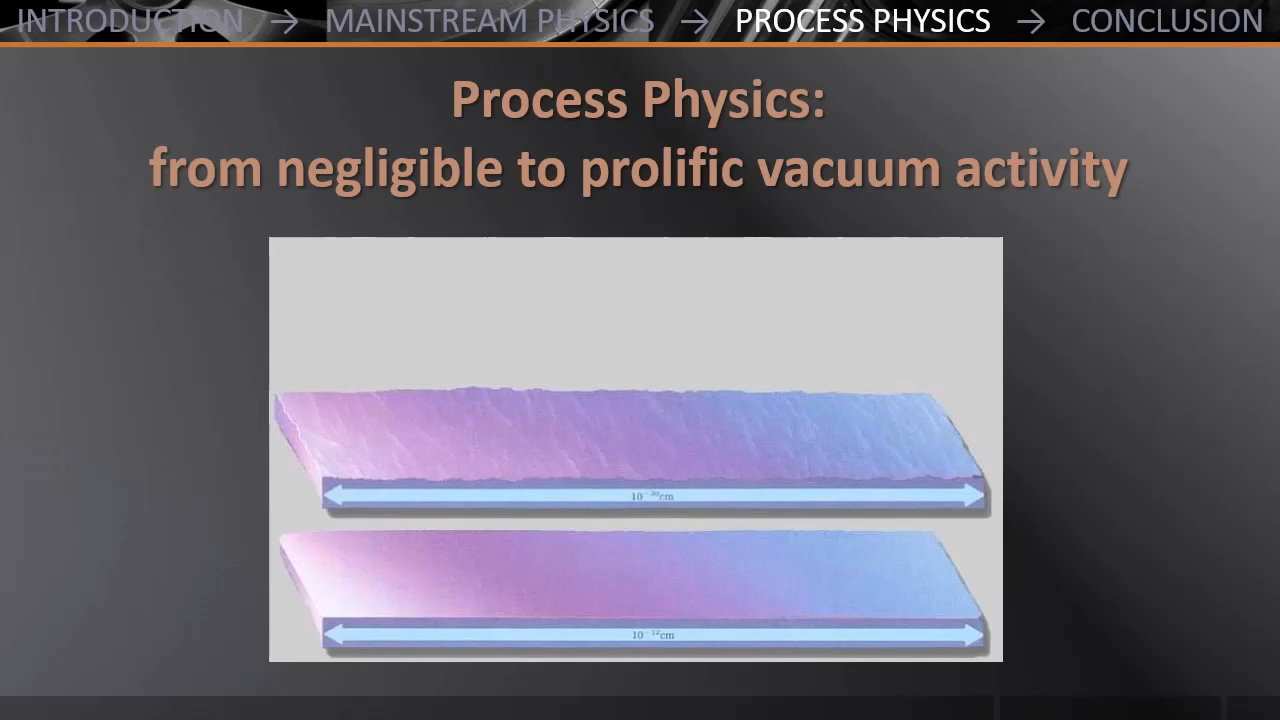 INTRODUCTION → MAINSTREAM PHYSICS → PROCESS PHYSICS → CONCLUSION
Process Physics:
from negligible to prolific vacuum activity
10⁻³⁰cm
10⁻¹²cm